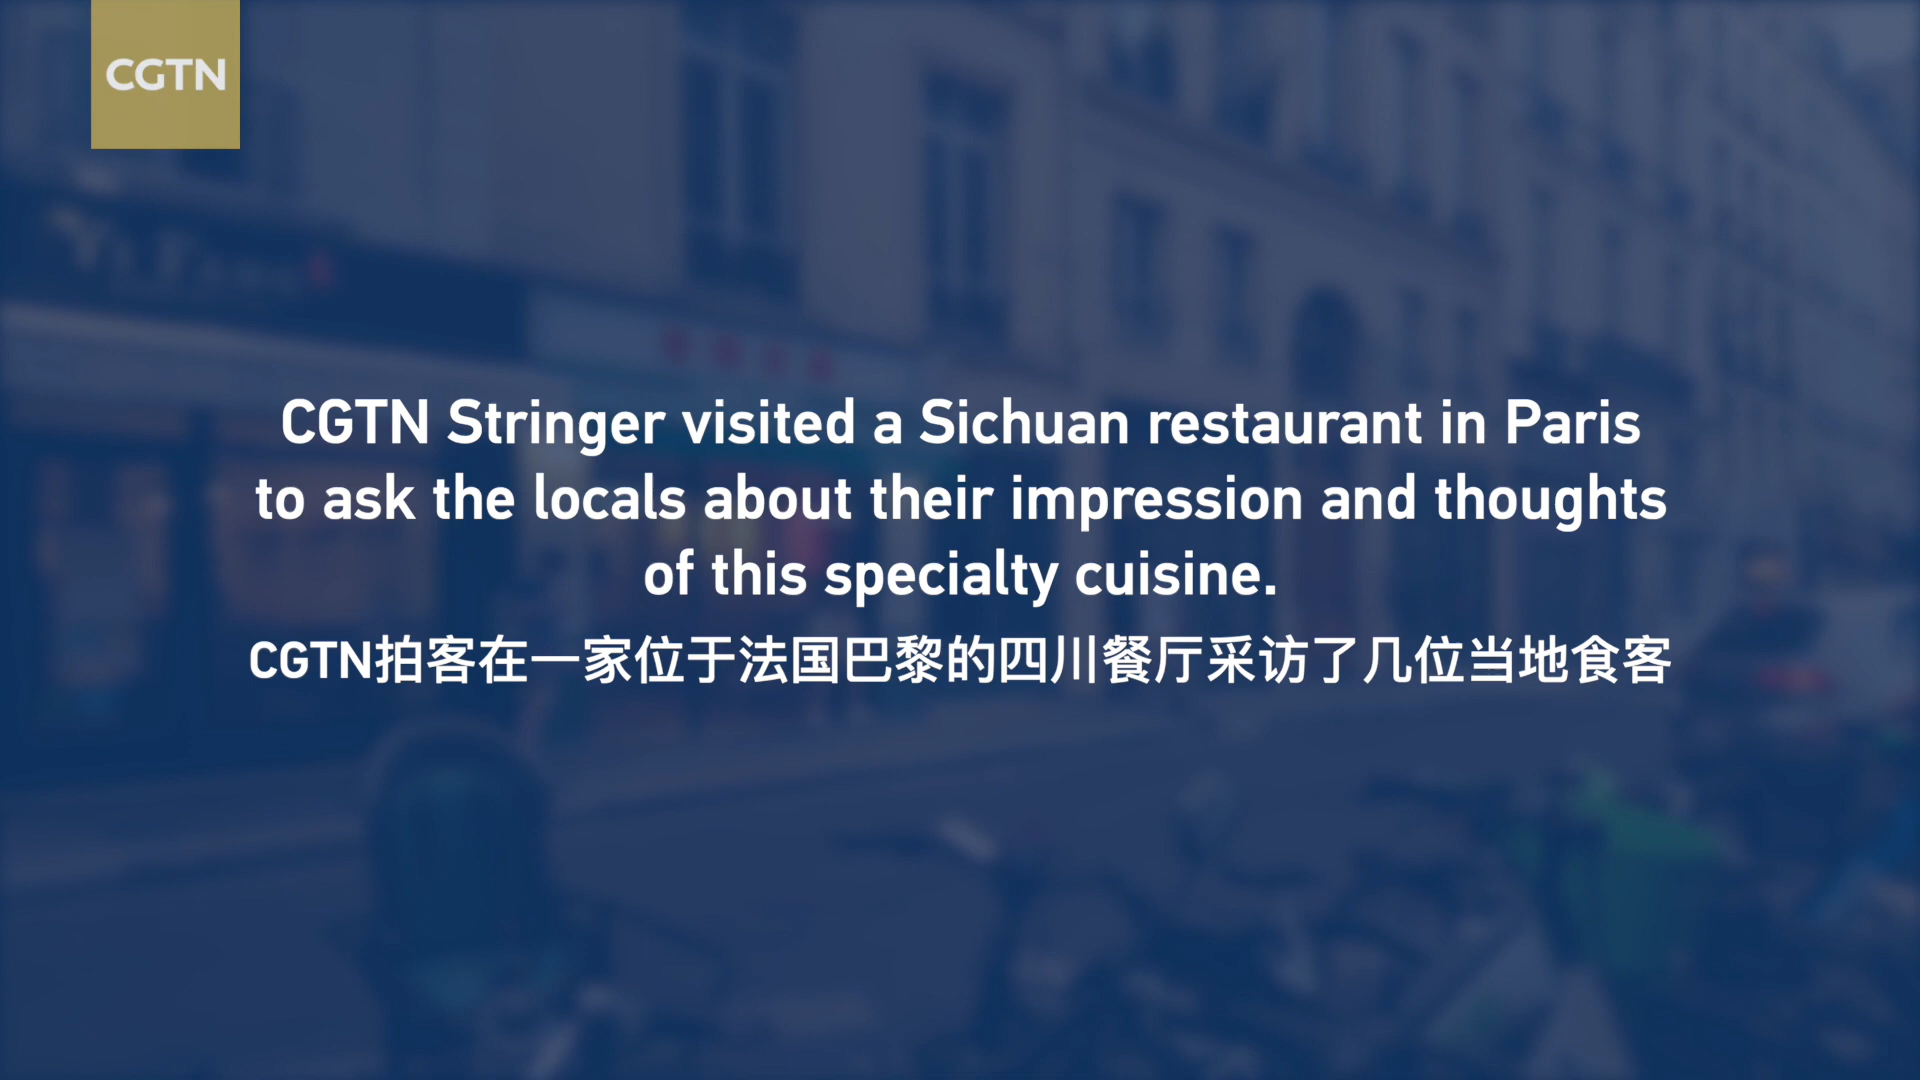 CGTN
CGTN Stringer visited a Sichuan restaurant in Paris
to ask the locals about their impression and thoughts
of this specialty cuisine.
CGTN拍客在一家位于法国巴黎的四川餐厅采访了几位当地食客